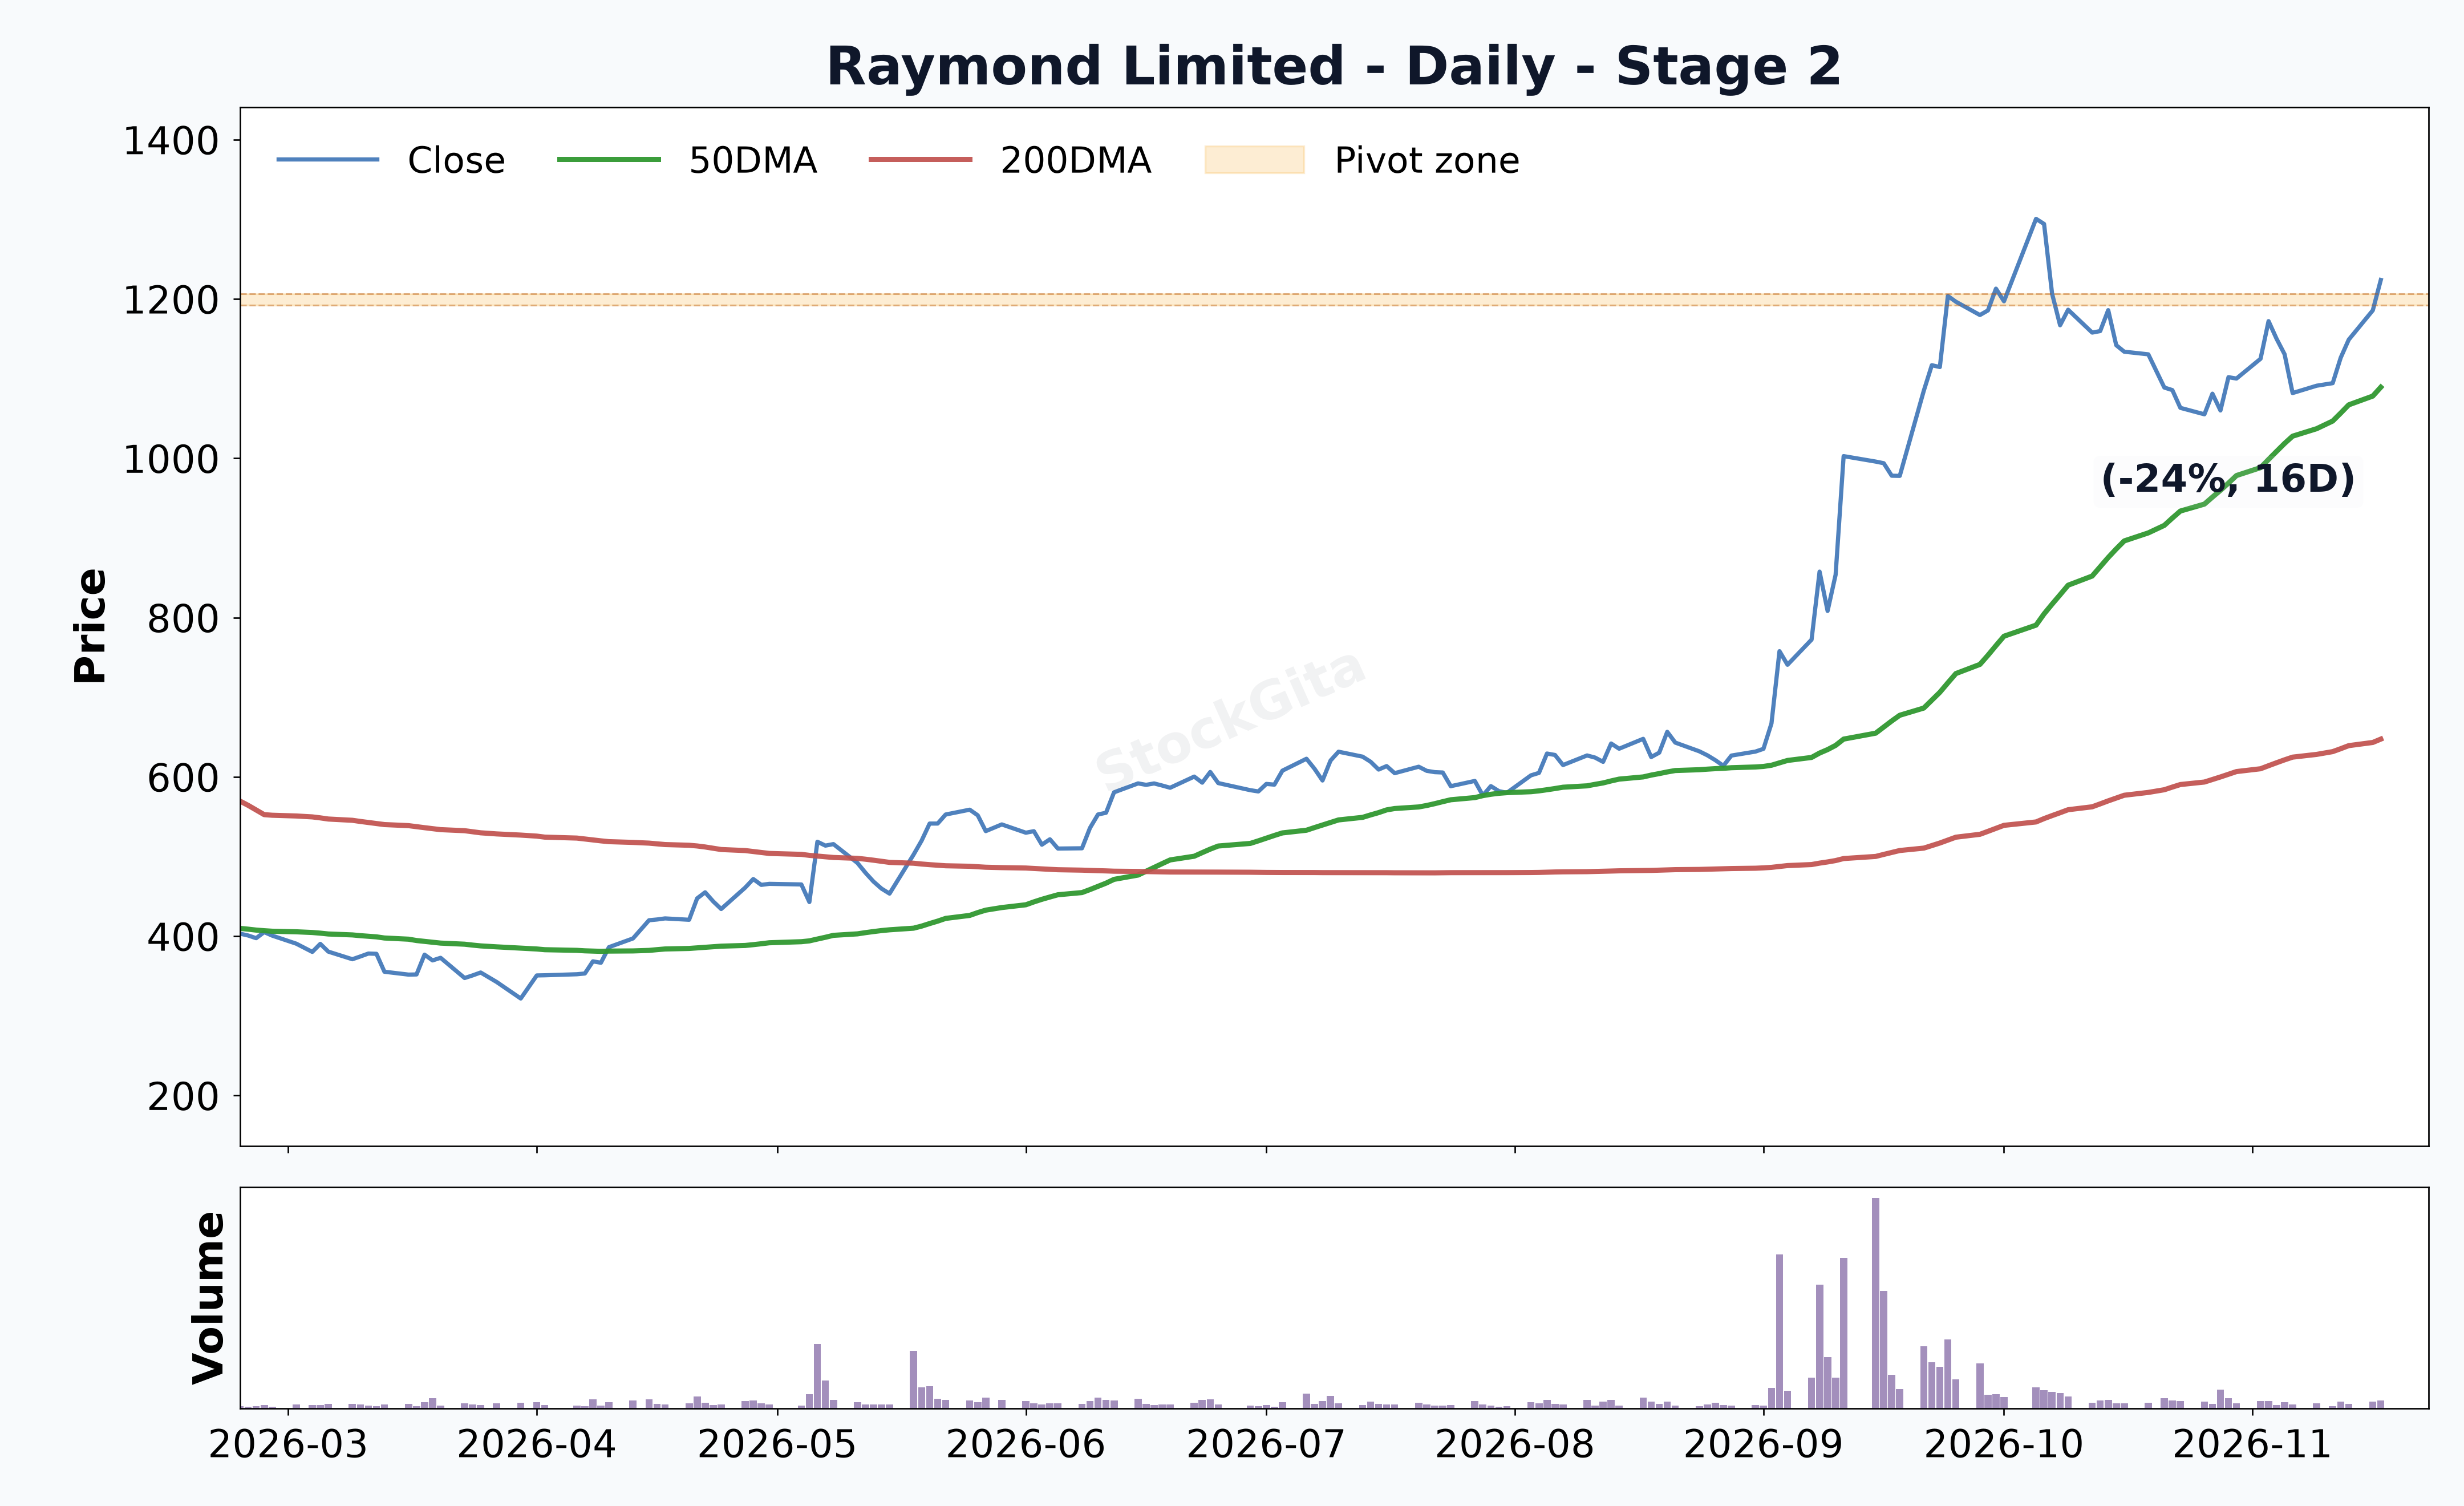 Raymond Limited - Daily - Stage 2
Close 50DMA 200DMA Pivot zone
1400
1200
1000
800
600
400
200
Price
(-24%, 16D)
StockGita
Volume
2026-03 2026-04 2026-05 2026-06 2026-07 2026-08 2026-09 2026-10 2026-11